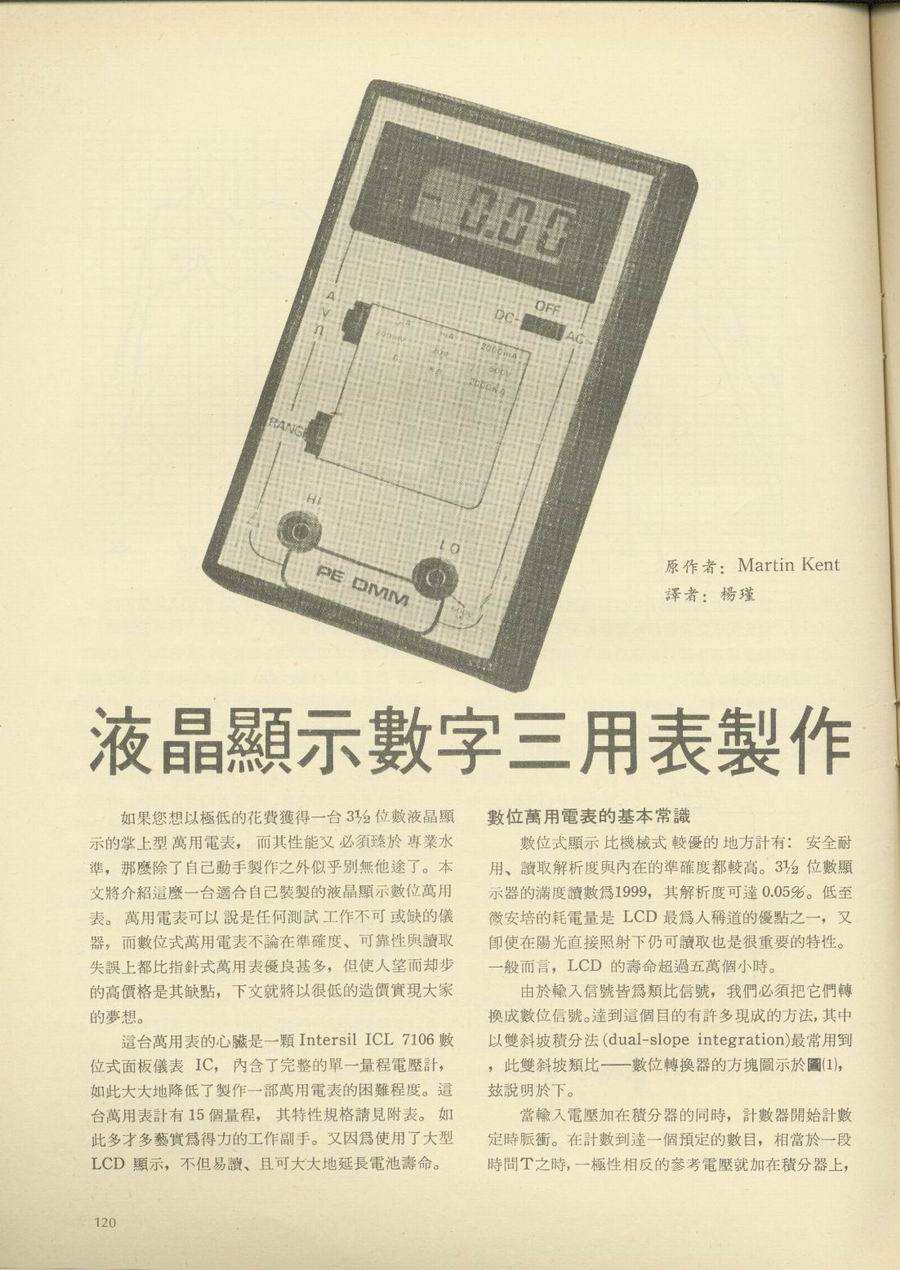 - 0.00
OFF
DC
AC
A
V
Ω
mA
2000mA
200mV
500V
2000KΩ
RANGE
HI
LO
PE DMM
原作者：Martin Kent
譯者：楊瑾
液晶顯示數字三用表製作
如果您想以極低的花費獲得一台 3½ 位數液晶顯
示的掌上型萬用電表，而其性能又必須臻於專業水
準，那麼除了自己動手製作之外似乎別無他途了。本
文將介紹這麼一台適合自己裝製的液晶顯示數位萬用
表。萬用電表可以說是任何測試工作不可或缺的儀
器，而數位式萬用電表不論在準確度、可靠性與讀取
失誤上都比指針式萬用表優良甚多，但使人望而却步
的高價格是其缺點，下文就將以很低的造價實現大家
的夢想。
這台萬用表的心臟是一顆 Intersil ICL 7106 數
位式面板儀表 IC，內含了完整的單一量程電壓計，
如此大大地降低了製作一部萬用電表的困難程度。這
台萬用表計有 15 個量程，其特性規格請見附表。如
此多才多藝實爲得力的工作副手。又因爲使用了大型
LCD 顯示，不但易讀、且可大大地延長電池壽命。
數位萬用電表的基本常識
數位式顯示比機械式較優的地方計有：安全耐
用、讀取解析度與內在的準確度都較高。3½ 位數顯
示器的滿度讀數爲1999，其解析度可達 0.05%。低至
微安培的耗電量是 LCD 最爲人稱道的優點之一，又
卽使在陽光直接照射下仍可讀取也是很重要的特性。
一般而言，LCD 的壽命超過五萬個小時。
由於輸入信號皆爲類比信號，我們必須把它們轉
換成數位信號。達到這個目的有許多現成的方法，其中
以雙斜坡積分法 (dual-slope integration)最常用到
，此雙斜坡類比——數位轉換器的方塊圖示於圖(1)，
玆說明於下。
當輸入電壓加在積分器的同時，計數器開始計數
定時脈衝。在計數到達一個預定的數目，相當於一段
時間T之時，一極性相反的參考電壓就加在積分器上，
120